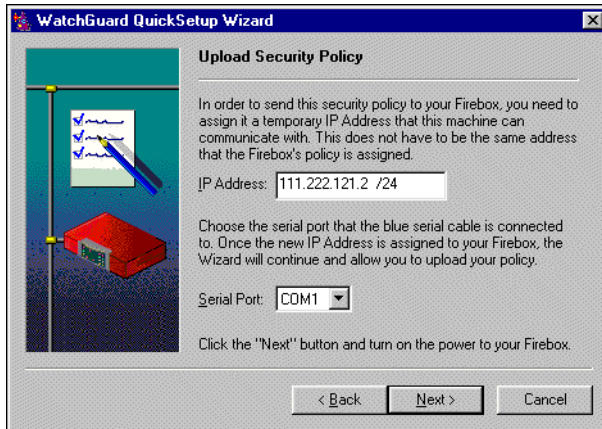 WatchGuard QuickSetup Wizard
Upload Security Policy
In order to send this security policy to your Firebox, you need to
assign it a temporary IP Address that this machine can
communicate with. This does not have to be the same address
that the Firebox's policy is assigned.
IP Address: 111.222.121.2 /24
Choose the serial port that the blue serial cable is connected
to. Once the new IP Address is assigned to your Firebox, the
Wizard will continue and allow you to upload your policy.
Serial Port: COM1
Click the "Next" button and turn on the power to your Firebox.
< Back Next > Cancel